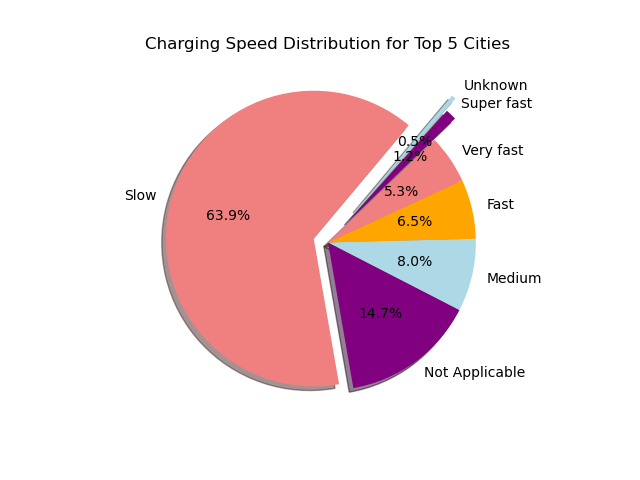 Charging Speed Distribution for Top 5 Cities
Unknown
Super fast
0.5%
Very fast
1.2%
5.3%
Slow
Fast
63.9%
6.5%
8.0%
Medium
14.7%
Not Applicable